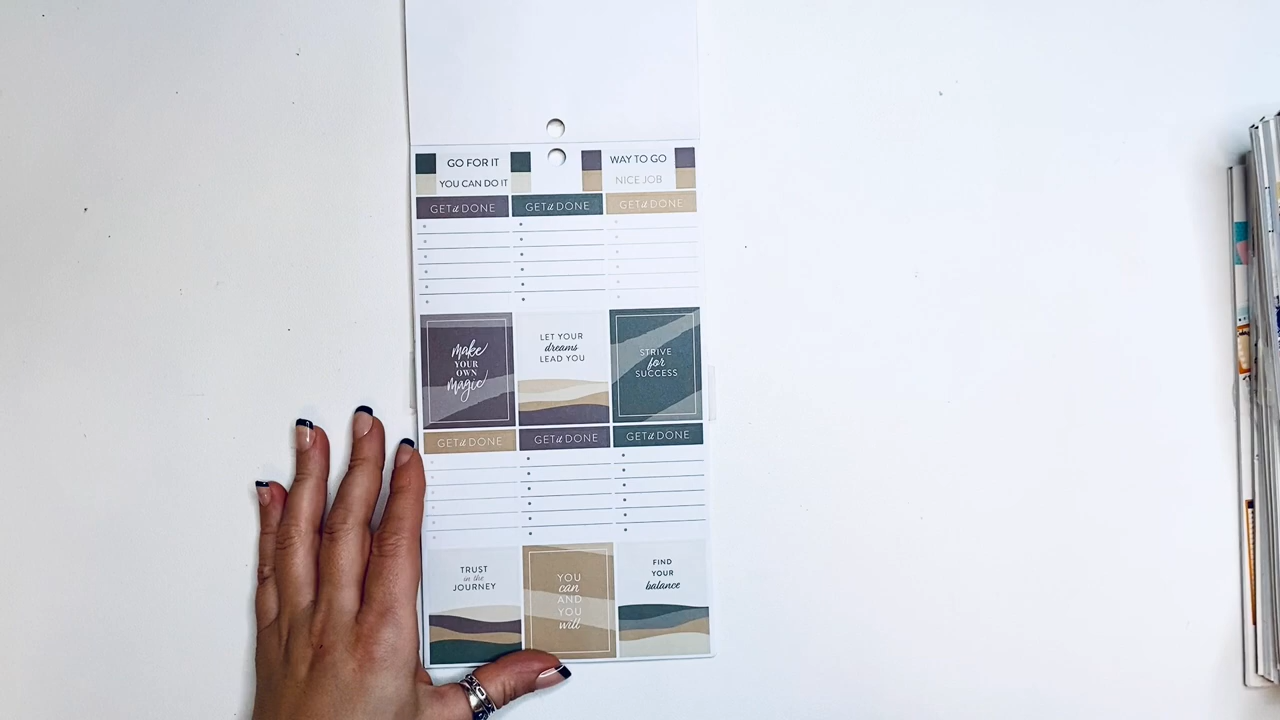 GO FOR IT
YOU CAN DO IT
WAY TO GO
NICE JOB
GET it DONE
GET it DONE
GET it DONE
make
YOUR
OWN
magic
LET YOUR
dreams
LEAD YOU
STRIVE
for
SUCCESS
GET it DONE
GET it DONE
GET it DONE
TRUST
in the
JOURNEY
YOU
can
AND
YOU
will
FIND
YOUR
balance